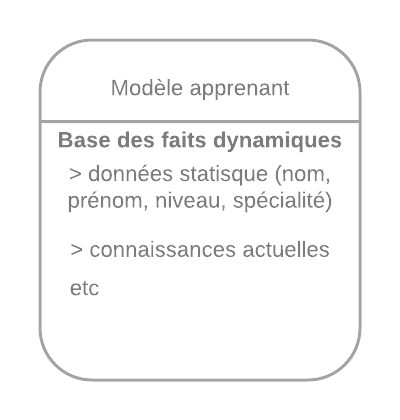 Modèle apprenant
Base des faits dynamiques
> données statisque (nom,
prénom, niveau, spécialité)
> connaissances actuelles
etc